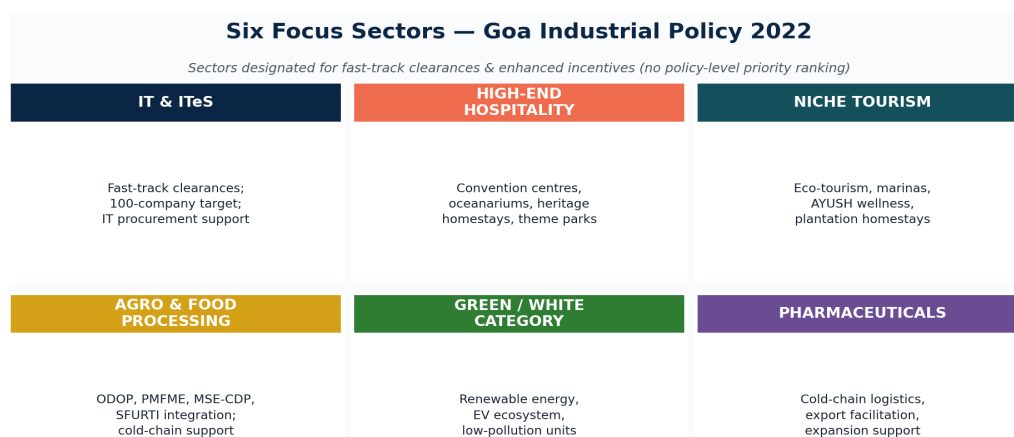 Six Focus Sectors — Goa Industrial Policy 2022
Sectors designated for fast-track clearances & enhanced incentives (no policy-level priority ranking)
IT & ITeS
Fast-track clearances;
100-company target;
IT procurement support
HIGH-END
HOSPITALITY
Convention centres,
oceanariums, heritage
homestays, theme parks
NICHE TOURISM
Eco-tourism, marinas,
AYUSH wellness,
plantation homestays
AGRO & FOOD
PROCESSING
ODOP, PMFME, MSE-CDP,
SFURTI integration;
cold-chain support
GREEN / WHITE
CATEGORY
Renewable energy,
EV ecosystem,
low-pollution units
PHARMACEUTICALS
Cold-chain logistics,
export facilitation,
expansion support